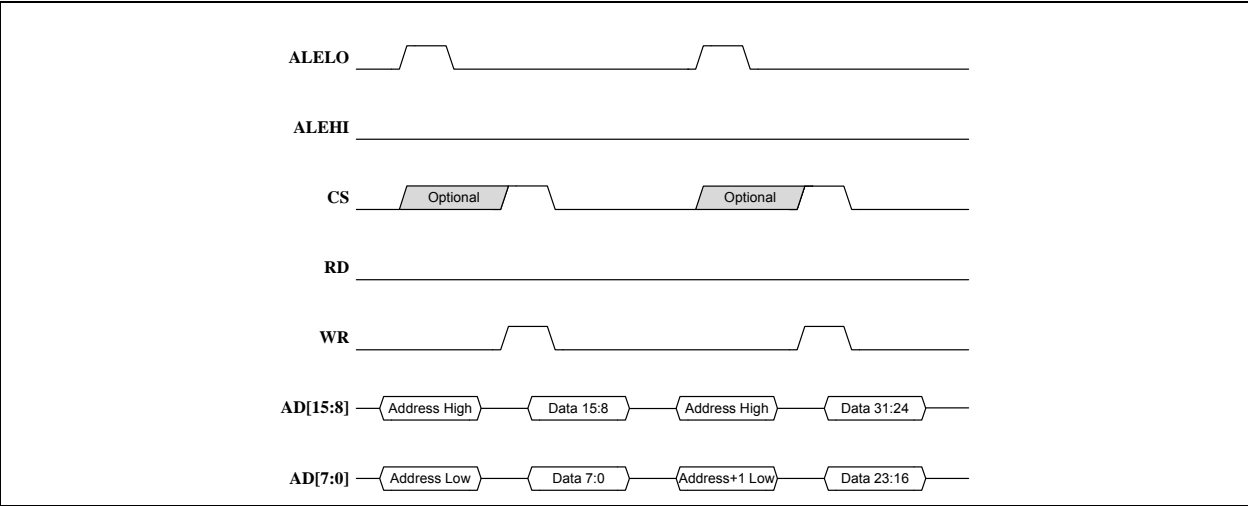 ALELO
ALEHI
CS Optional Optional
RD
WR
AD[15:8] Address High Data 15:8 Address High Data 31:24
AD[7:0] Address Low Data 7:0 Address+1 Low Data 23:16